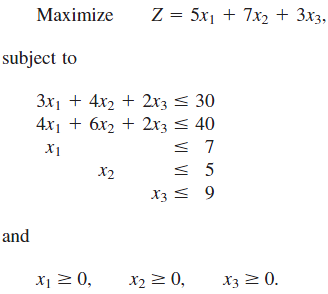 Maximize Z = 5x₁ + 7x₂ + 3x₃,
subject to
3x₁ + 4x₂ + 2x₃ ≤ 30
4x₁ + 6x₂ + 2x₃ ≤ 40
x₁ ≤ 7
x₂ ≤ 5
x₃ ≤ 9
and
x₁ ≥ 0, x₂ ≥ 0, x₃ ≥ 0.